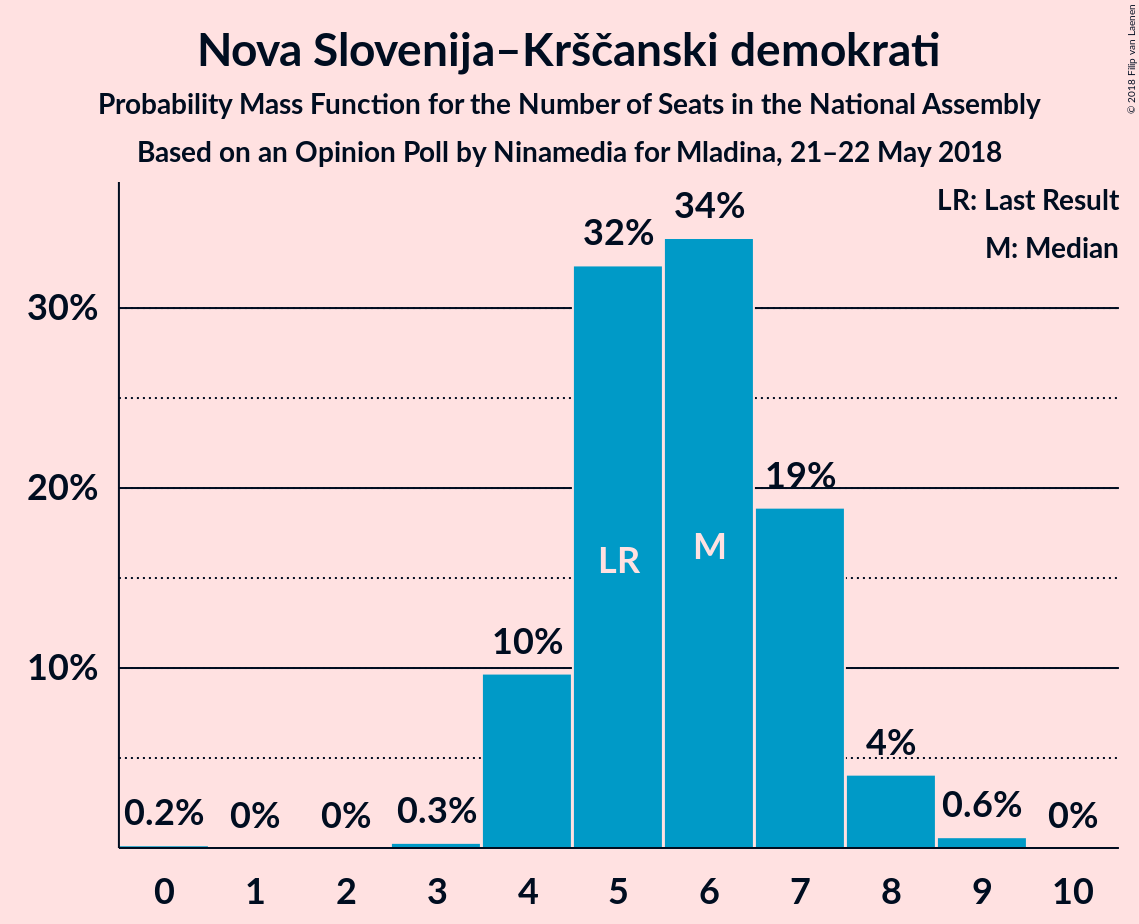 Nova Slovenija–Krščanski demokrati
Probability Mass Function for the Number of Seats in the National Assembly
Based on an Opinion Poll by Ninamedia for Mladina, 21–22 May 2018
© 2018 Filip van Laenen
LR: Last Result
M: Median
30%
20%
10%
0.2%
0%
0%
0.3%
10%
32%
34%
19%
4%
0.6%
0%
LR
M
0 1 2 3 4 5 6 7 8 9 10